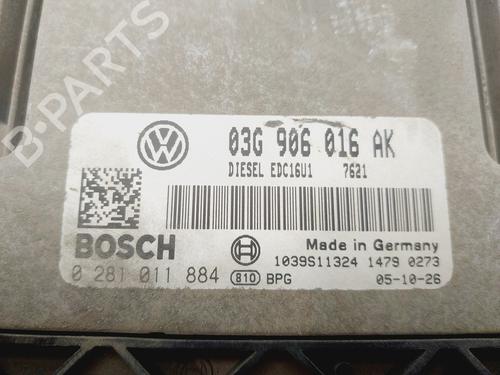 B-PARTS
VW
03G 906 016 AK
DIESEL EDC16U1 7621
BOSCH
Made in Germany
1039S11324 1479 0273
0 281 011 884 810 BPG 05-10-26